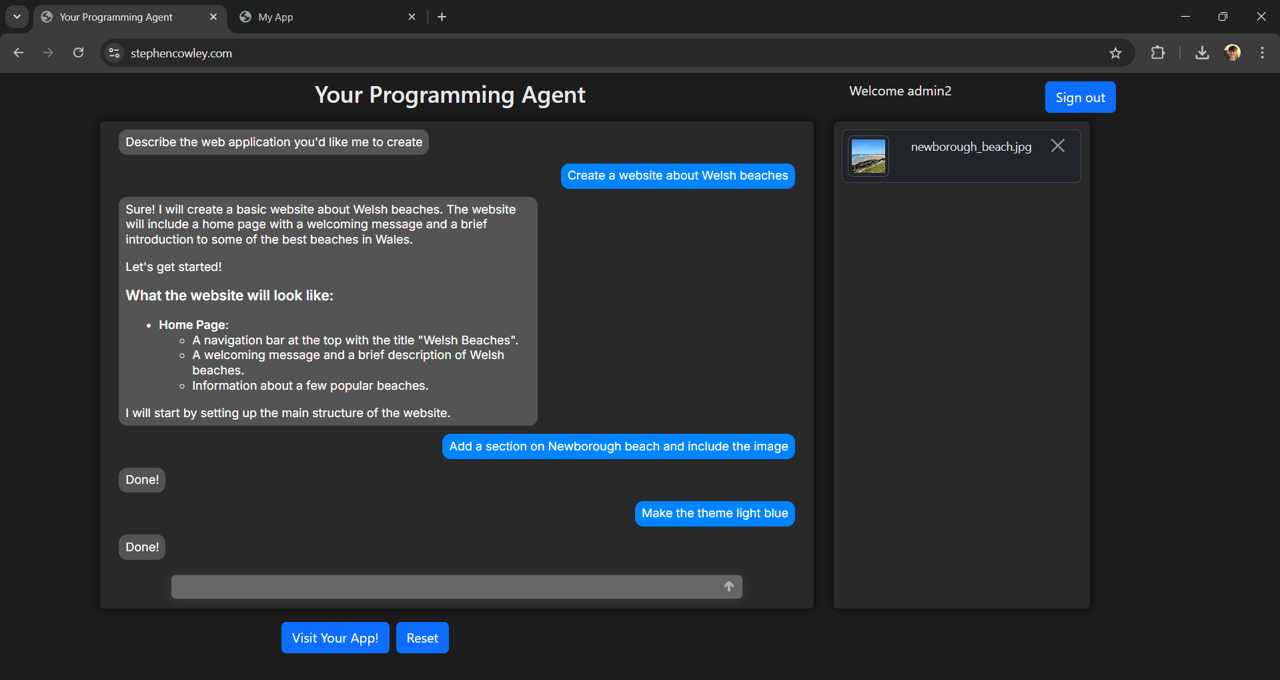 Your Programming Agent
My App
stephencowley.com
Your Programming Agent
Welcome admin2
Sign out
Describe the web application you'd like me to create
Create a website about Welsh beaches
Sure! I will create a basic website about Welsh beaches. The website
will include a home page with a welcoming message and a brief
introduction to some of the best beaches in Wales.
Let's get started!
What the website will look like:
• Home Page:
○ A navigation bar at the top with the title "Welsh Beaches".
○ A welcoming message and a brief description of Welsh
beaches.
○ Information about a few popular beaches.
I will start by setting up the main structure of the website.
Add a section on Newborough beach and include the image
Done!
Make the theme light blue
Done!
newborough_beach.jpg
Visit Your App!
Reset